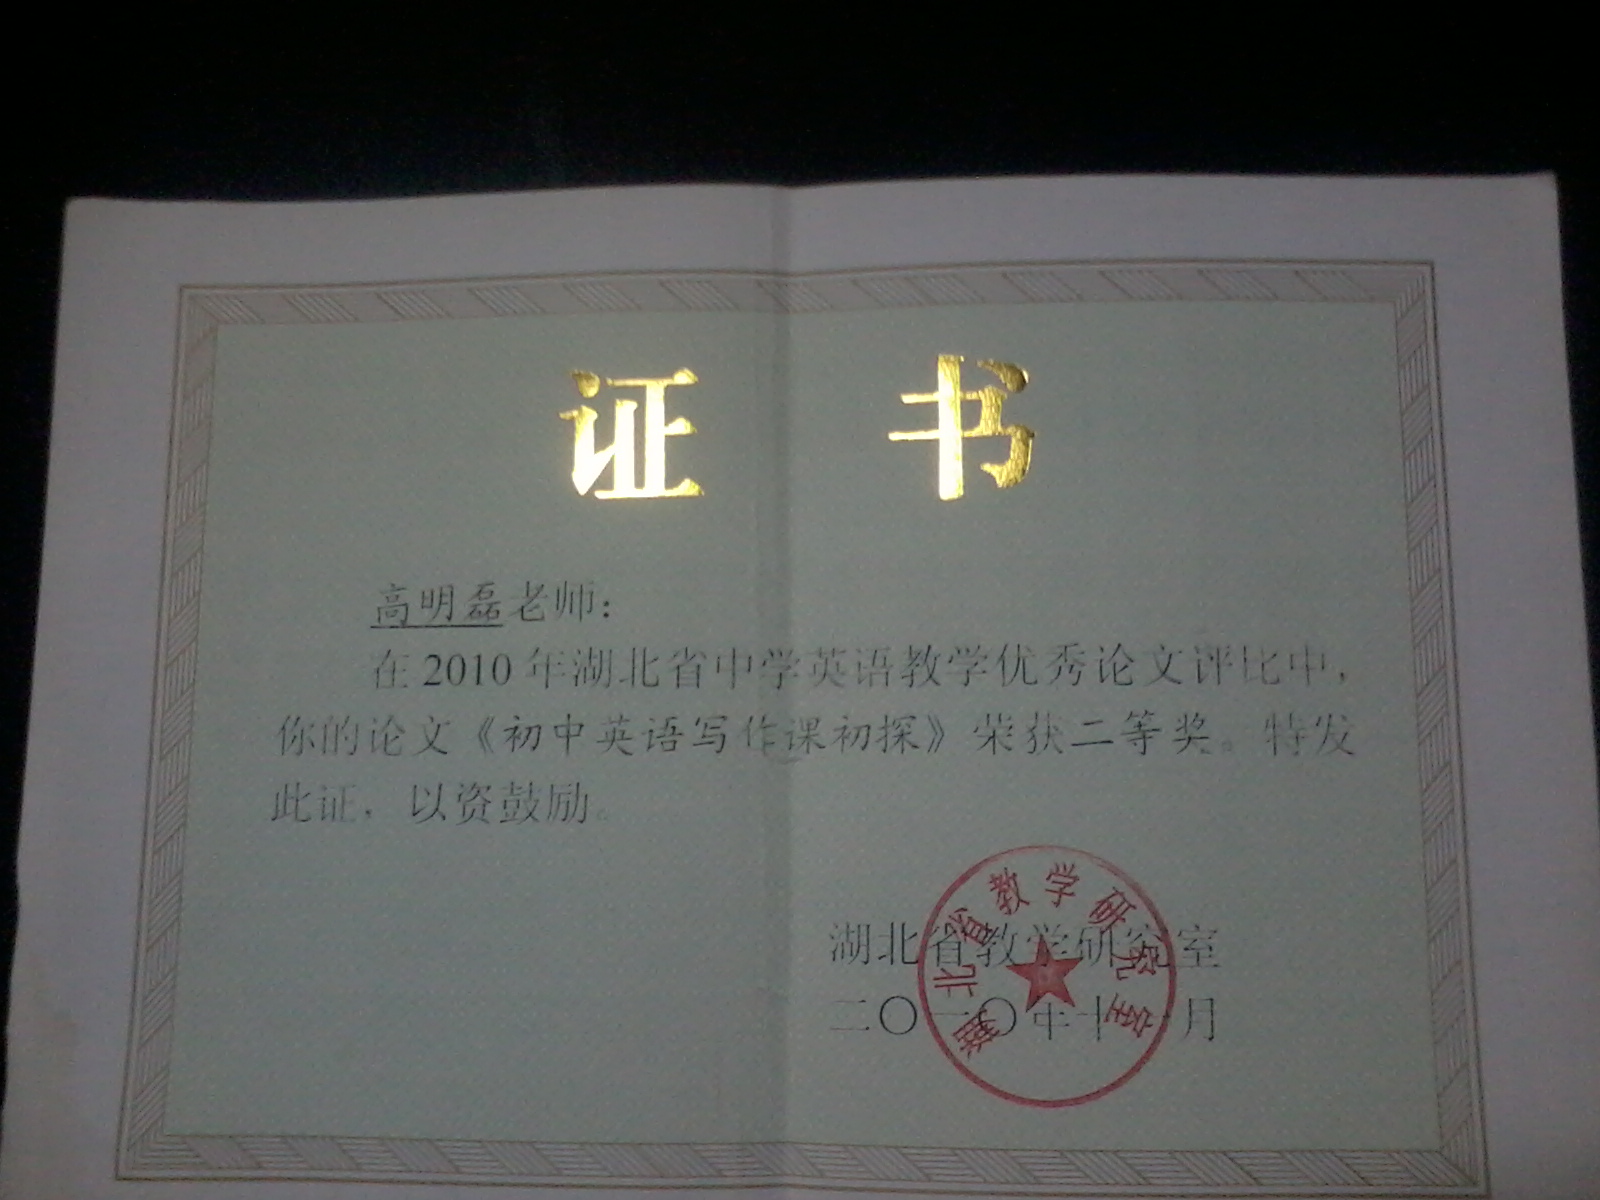 证 书
高明磊老师：
在2010年湖北省中学英语教学优秀论文评比中，
你的论文《初中英语写作课初探》荣获二等奖。特发
此证，以资鼓励。
湖北省教学研究室
二〇一〇年十一月
湖北省教学研究室